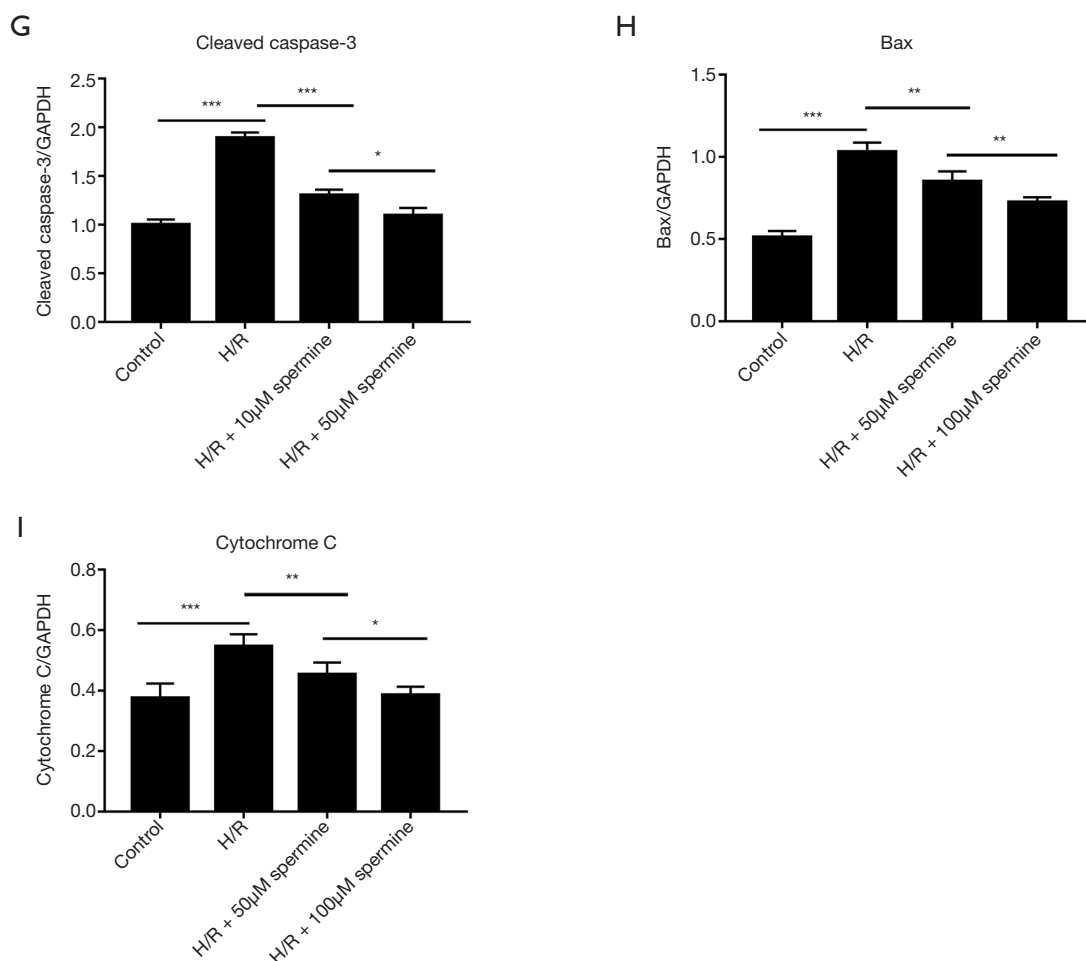 G
Cleaved caspase-3
Cleaved caspase-3/GAPDH
2.5
2.0
1.5
1.0
0.5
0.0
***
***
*
Control
H/R
H/R + 10μM spermine
H/R + 50μM spermine
H
Bax
Bax/GAPDH
1.5
1.0
0.5
0.0
***
**
**
Control
H/R
H/R + 50μM spermine
H/R + 100μM spermine
I
Cytochrome C
Cytochrome C/GAPDH
0.8
0.6
0.4
0.2
0.0
***
**
*
Control
H/R
H/R + 50μM spermine
H/R + 100μM spermine